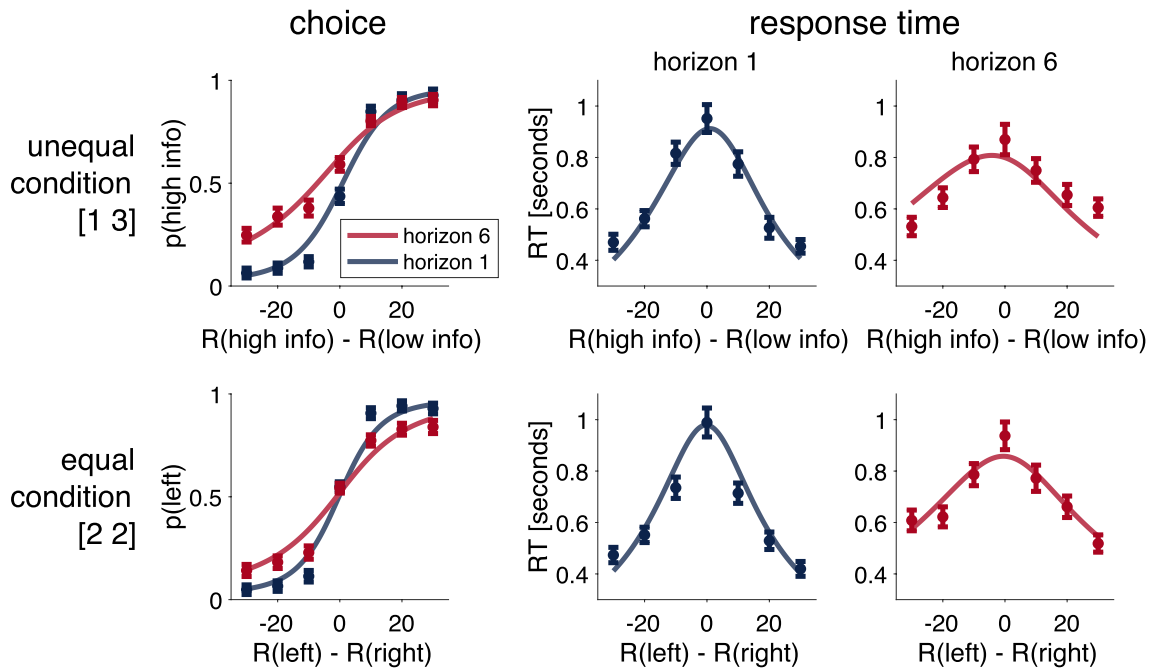 choice
response time
horizon 1
horizon 6
unequal
condition
[1 3]
p(high info)
1
0.5
0
horizon 6
horizon 1
-20
0
20
R(high info) - R(low info)
RT [seconds]
1
0.8
0.6
0.4
-20
0
20
R(high info) - R(low info)
1
0.8
0.6
0.4
-20
0
20
R(high info) - R(low info)
equal
condition
[2 2]
p(left)
1
0.5
0
-20
0
20
R(left) - R(right)
RT [seconds]
1
0.8
0.6
0.4
-20
0
20
R(left) - R(right)
1
0.8
0.6
0.4
-20
0
20
R(left) - R(right)